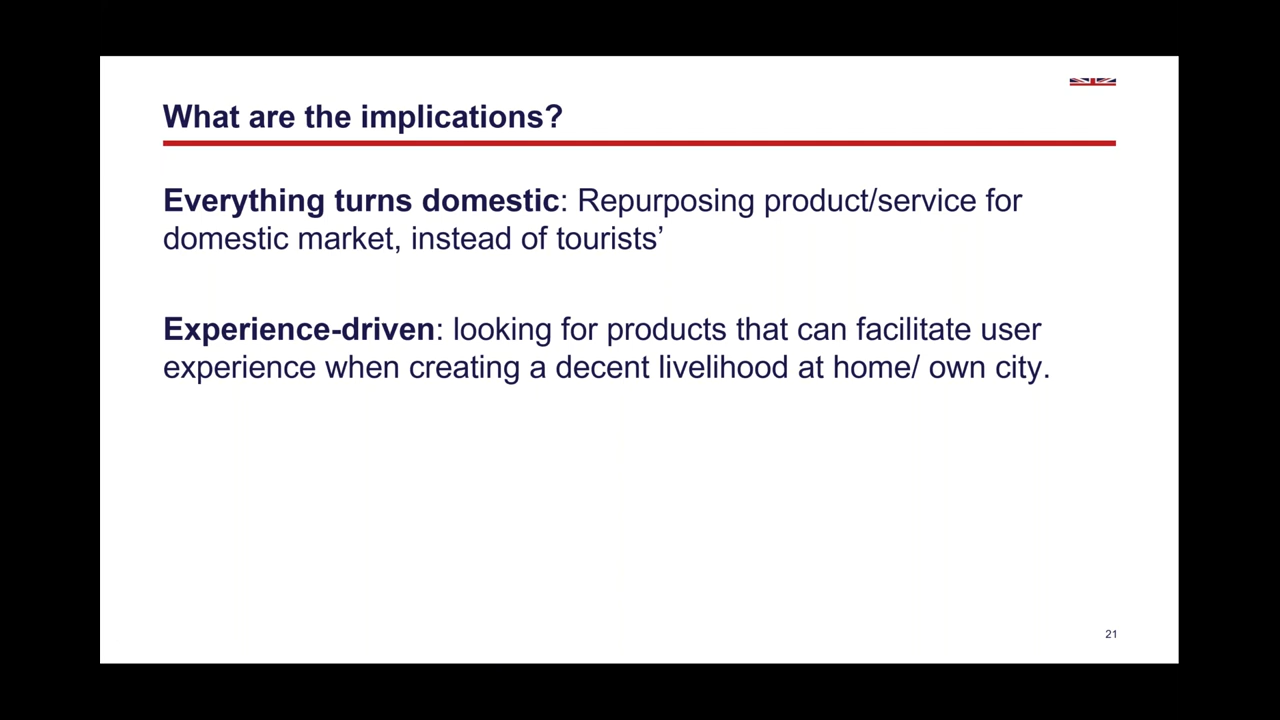 What are the implications?
Everything turns domestic: Repurposing product/service for
domestic market, instead of tourists’
Experience-driven: looking for products that can facilitate user
experience when creating a decent livelihood at home/ own city.
21